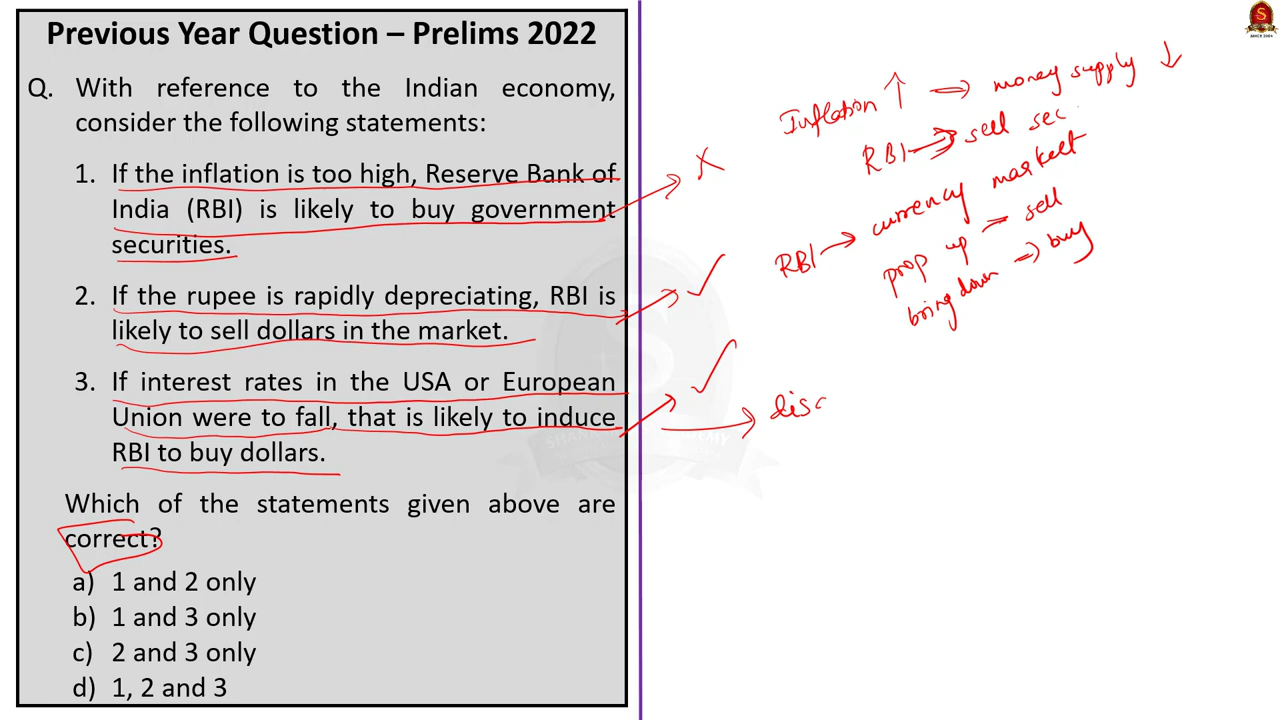 Previous Year Question – Prelims 2022
Q. With reference to the Indian economy,
consider the following statements:
1. If the inflation is too high, Reserve Bank of
India (RBI) is likely to buy government
securities.
2. If the rupee is rapidly depreciating, RBI is
likely to sell dollars in the market.
3. If interest rates in the USA or European
Union were to fall, that is likely to induce
RBI to buy dollars.
Which of the statements given above are
correct?
a) 1 and 2 only
b) 1 and 3 only
c) 2 and 3 only
d) 1, 2 and 3
Inflation ↑ ⇒ money supply ↓
RBI → sell sec
RBI → currency markett
prop up – sell
bring down ⇒ buy
→ disc
S
SINCE 2004